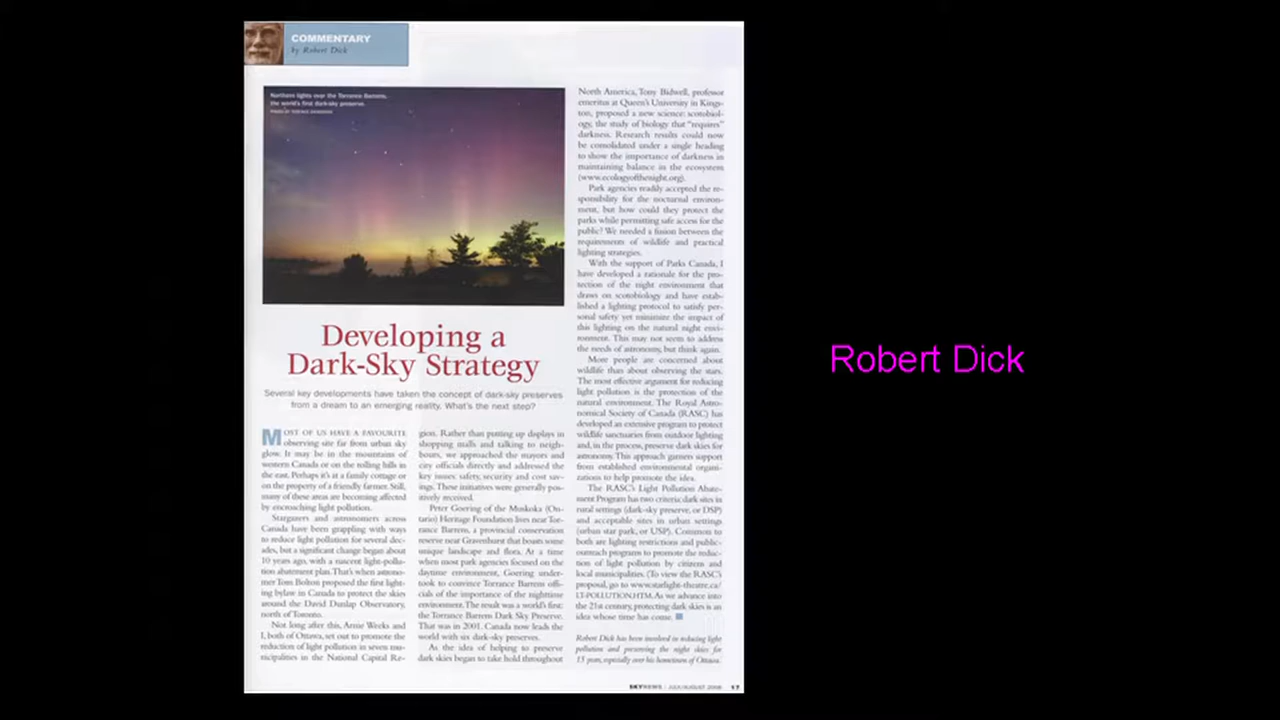 COMMENTARY
by Robert Dick
Northern lights over the Torrance Barrens,
the world's first dark-sky preserve.
Developing a
Dark-Sky Strategy
Several key developments have taken the concept of dark-sky preserves
from a dream to an emerging reality. What's the next step?
MOST OF US HAVE A FAVOURITE
observing site far from urban sky
glow. It may be in the mountains of
western Canada or on the rolling hills in
the east. Perhaps it's at a family cottage or
on the property of a friendly farmer. Still,
many of these areas are becoming affected
by encroaching light pollution.
Stargazers and astronomers across
Canada have been grappling with ways
to reduce light pollution for several dec-
ades, but a significant change began about
10 years ago, with a nascent light-pollu-
tion abatement plan. That's when astrono-
mer Tom Bolton proposed the first light-
ing bylaw in Canada to protect the skies
around the David Dunlap Observatory,
north of Toronto.
Not long after this, Anne Weeks and
I, both of Ottawa, set out to promote the
reduction of light pollution in seven mu-
nicipalities in the National Capital Re-
gion. Rather than putting up displays in
shopping malls and talking to neigh-
bours, we approached the mayors and
city officials directly and addressed the
key issues: safety, security and cost sav-
ings. These initiatives were generally pos-
itively received.
Peter Goering of the Muskoka (On-
tario) Heritage Foundation lives near Tor-
rance Barrens, a provincial conservation
reserve near Gravenhurst that boasts some
unique landscape and flora. At a time
when most park agencies focused on the
daytime environment, Goering under-
took to convince Torrance Barrens offi-
cials of the importance of the nighttime
environment. The result was a world's first:
the Torrance Barrens Dark Sky Preserve.
That was in 2001. Canada now leads the
world with six dark-sky preserves.
As the idea of helping to preserve
dark skies began to take hold throughout
North America, Tony Bidwell, professor
emeritus at Queen's University in Kings-
ton, proposed a new science: scotobiol-
ogy, the study of biology that "requires"
darkness. Research results could now
be consolidated under a single heading
to show the importance of darkness in
maintaining balance in the ecosystem
(www.ecologyofthenight.org).
Park agencies readily accepted the re-
sponsibility for the nocturnal environ-
ment, but how could they protect the
parks while permitting safe access for the
public? We needed a fusion between the
requirements of wildlife and practical
lighting strategies.
With the support of Parks Canada, I
have developed a rationale for the pro-
tection of the night environment that
draws on scotobiology and have estab-
lished a lighting protocol to satisfy per-
sonal safety yet minimize the impact of
this lighting on the natural night envi-
ronment. This may not seem to address
the needs of astronomy, but think again.
More people are concerned about
wildlife than about observing the stars.
The most effective argument for reducing
light pollution is the protection of the
natural environment. The Royal Astro-
nomical Society of Canada (RASC) has
developed an extensive program to protect
wildlife sanctuaries from outdoor lighting
and, in the process, preserve dark skies for
astronomy. This approach garners support
from established environmental organi-
zations to help promote the idea.
The RASC's Light Pollution Abate-
ment Program has two criteria: dark sites in
rural settings (dark-sky preserve, or DSP)
and acceptable sites in urban settings
(urban star park, or USP). Common to
both are lighting restrictions and public-
outreach programs to promote the reduc-
tion of light pollution by citizens and
local municipalities. (To view the RASC's
proposal, go to www.starlight-theatre.ca/
LT-POLLUTION.HTM. As we advance into
the 21st century, protecting dark skies is an
idea whose time has come.
Robert Dick has been involved in reducing light
pollution and preserving the night skies for
15 years, especially over his hometown of Ottawa.
SKYNEWS / JULY/AUGUST 2008 17
Robert Dick